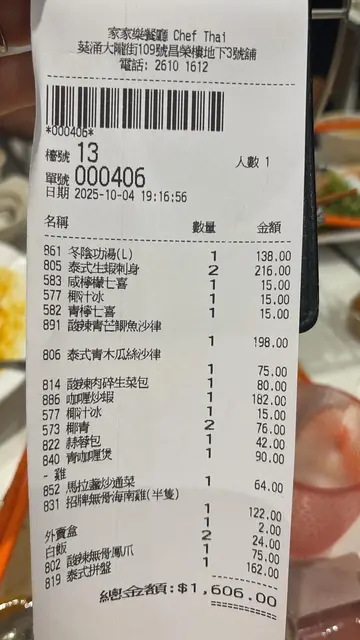 家家樂餐廳 Chef Thai
葵涌大隴街109號昌榮樓地下3號舖
電話: 2610 1612
*000406*
檯號 13 人數 1
單號 000406
日期 2025-10-04 19:16:56
名稱 數量 金額
861 冬陰功湯(L) 1 138.00
805 泰式生蝦刺身 2 216.00
583 咸檸檬七喜 1 15.00
577 椰汁冰 1 15.00
582 青檸七喜 1 15.00
891 酸辣青芒鯽魚沙律
1 198.00
806 泰式青木瓜絲沙律
1 75.00
814 酸辣肉碎生菜包 1 80.00
886 咖喱炒蝦 1 182.00
577 椰汁冰 1 15.00
573 椰青 2 76.00
822 蒜蓉包 1 42.00
840 青咖喱煲 1 90.00
- 雞
852 馬拉盞炒通菜 1 64.00
831 招牌無骨海南雞(半隻)
1 122.00
外賣盒 1 2.00
白飯 2 24.00
802 酸辣無骨鳳爪 1 75.00
819 泰式拼盤 1 162.00
總金額:$1,606.00